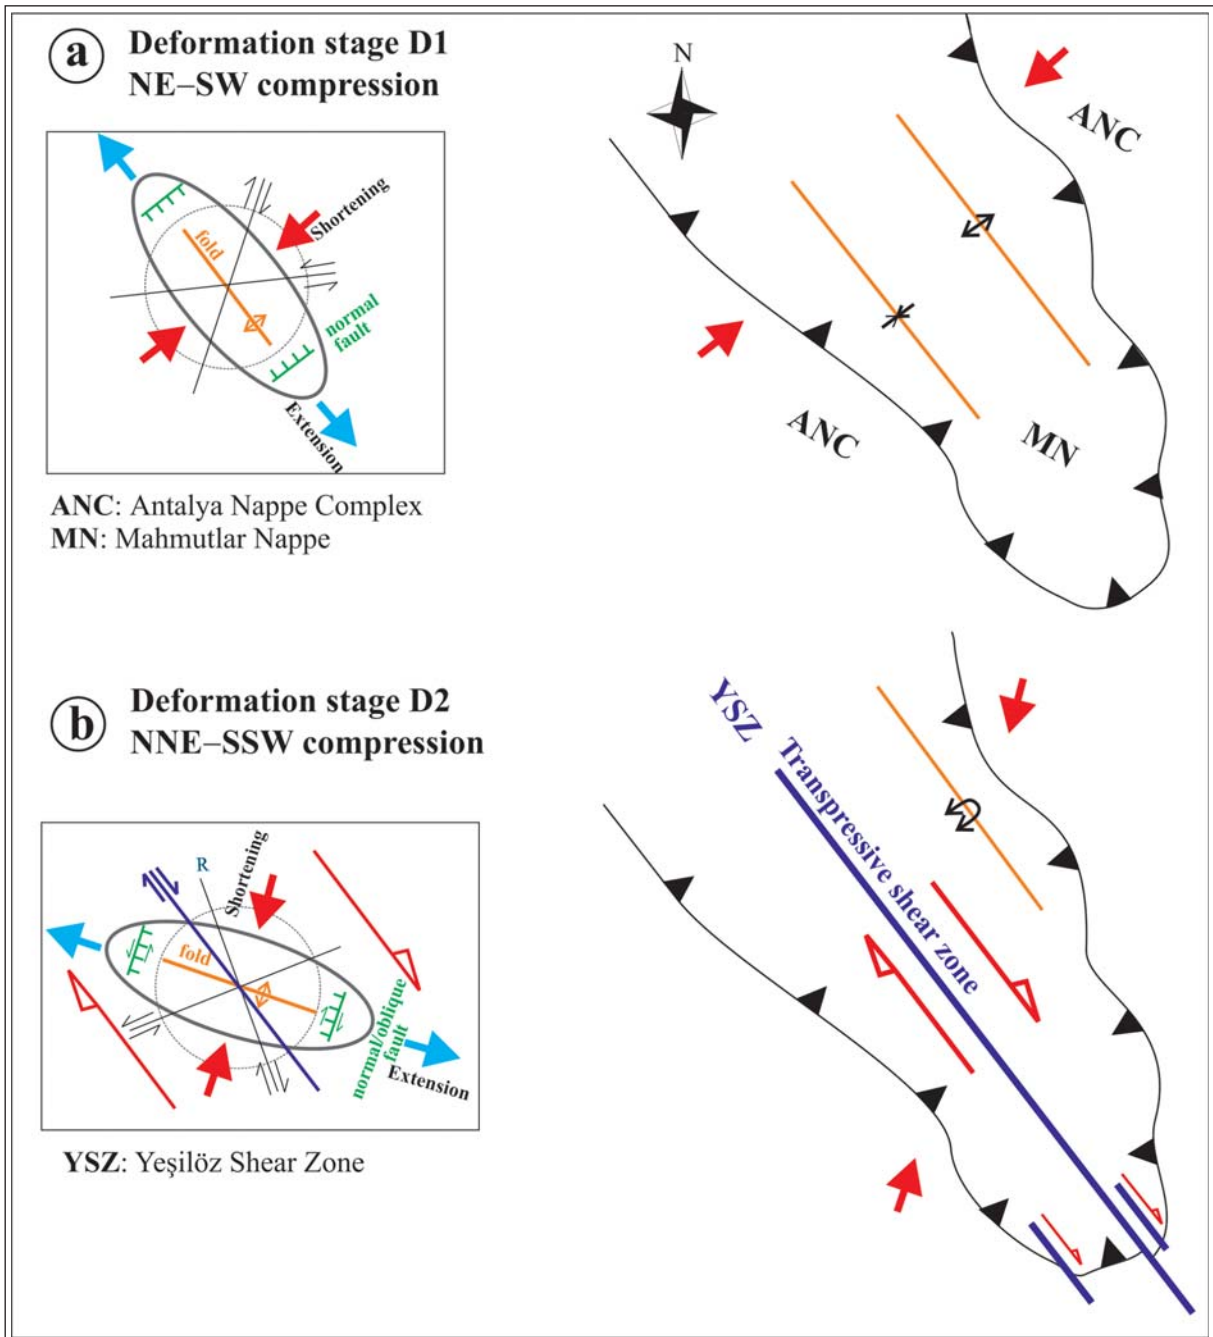 a
Deformation stage D1
NE–SW compression
Shortening
fold
normal
fault
Extension
ANC: Antalya Nappe Complex
MN: Mahmutlar Nappe
N
ANC
ANC
MN
b
Deformation stage D2
NNE–SSW compression
R
Shortening
fold
normal/oblique
fault
Extension
YSZ: Yeşilöz Shear Zone
YSZ
Transpressive shear zone